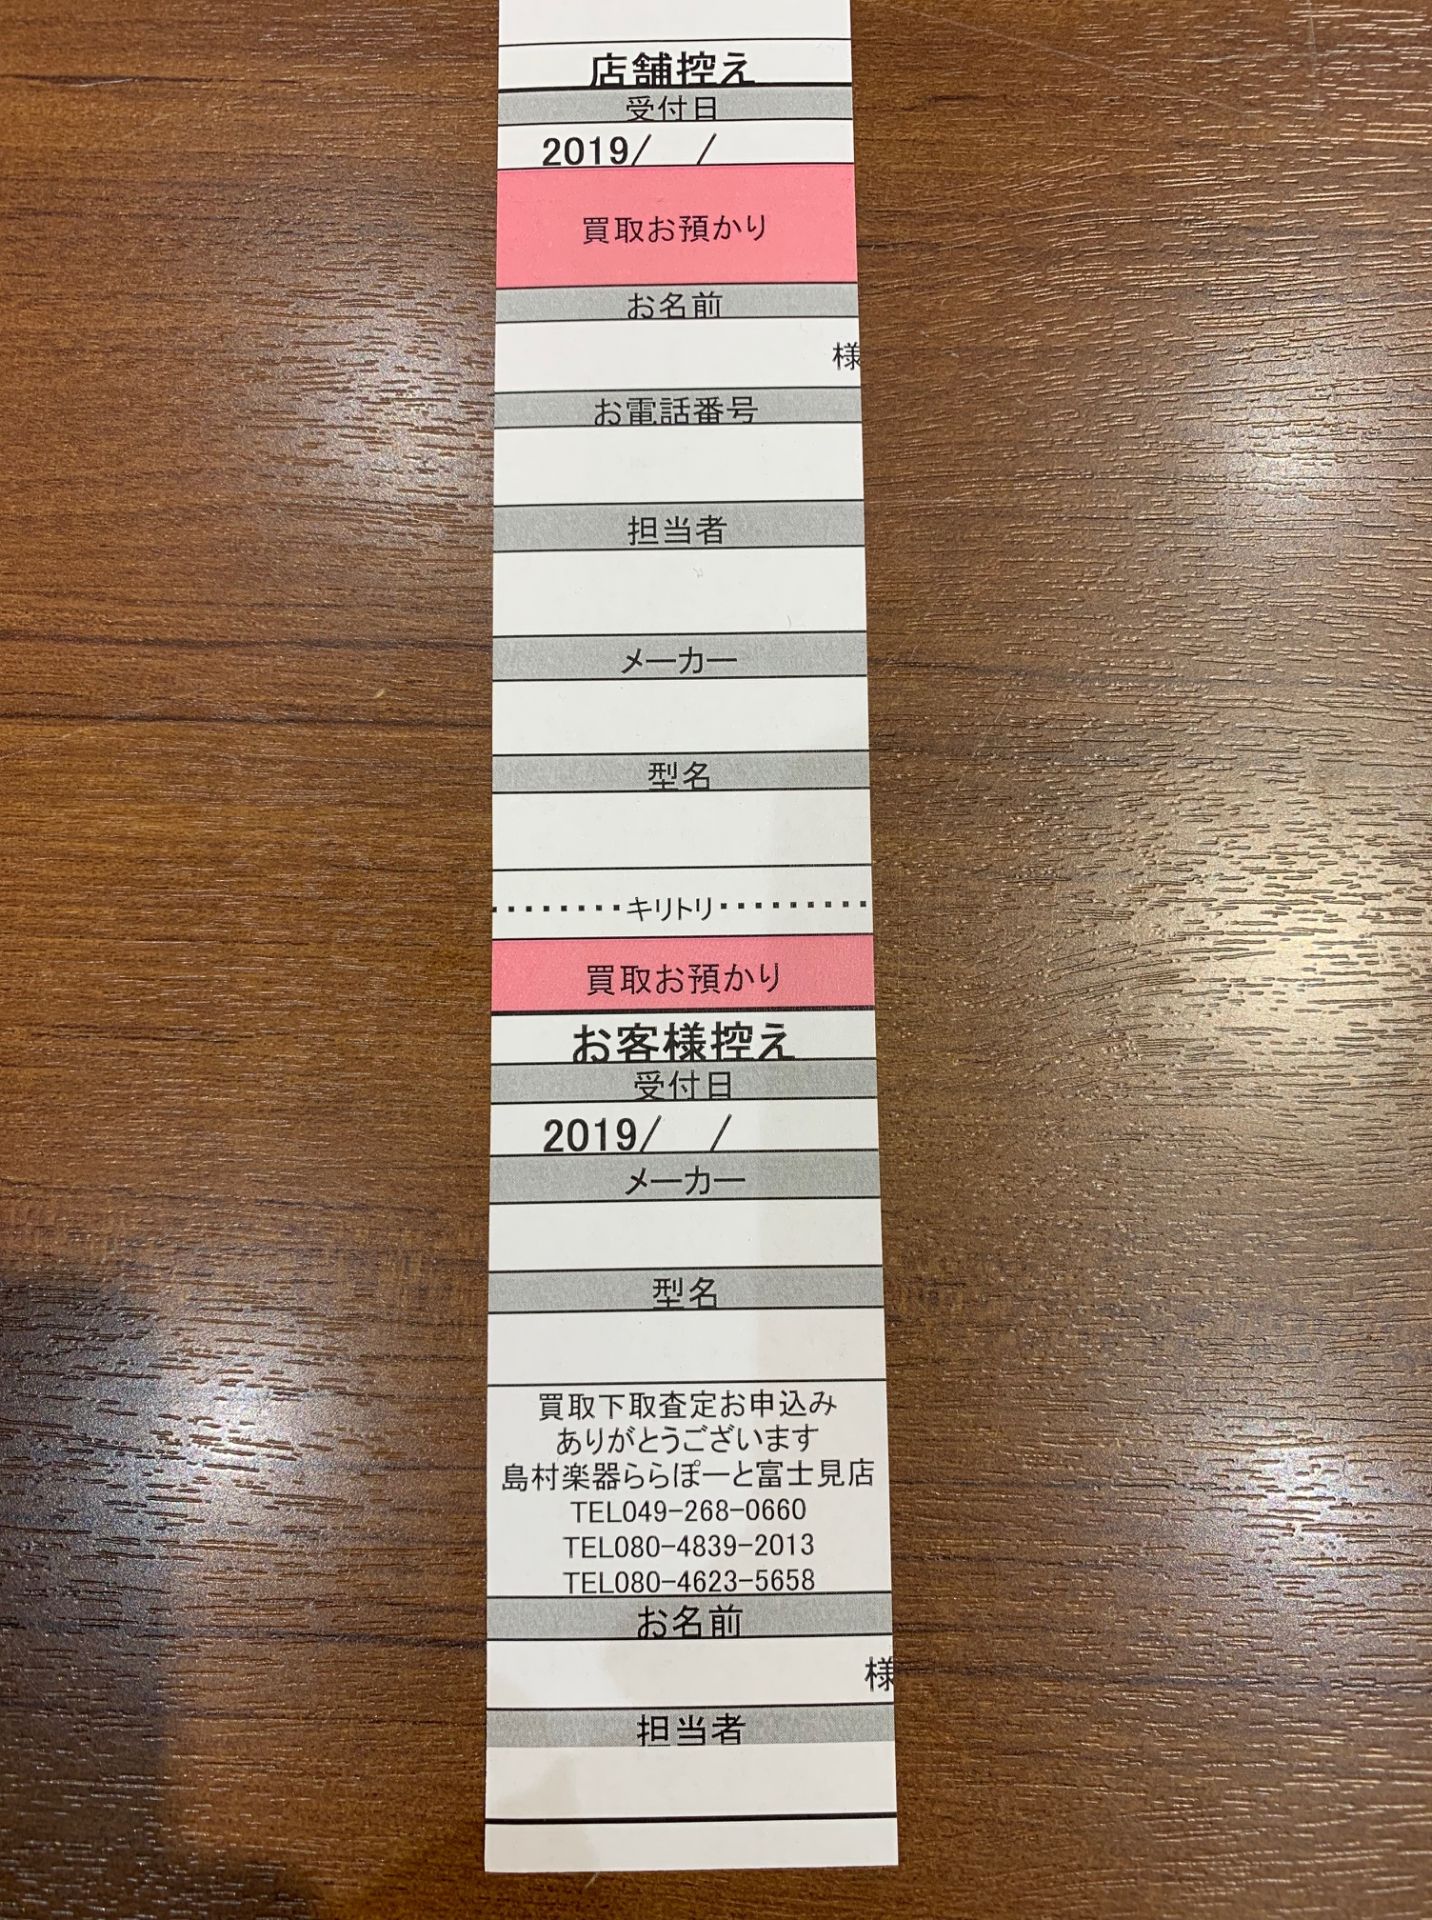 店舗控え
受付日
2019/ /
買取お預かり
お名前
様
お電話番号
担当者
メーカー
型名
キリトリ
買取お預かり
お客様控え
受付日
2019/ /
メーカー
型名
買取下取査定お申込み
ありがとうございます
島村楽器ららぽーと富士見店
TEL049-268-0660
TEL080-4839-2013
TEL080-4623-5658
お名前
様
担当者